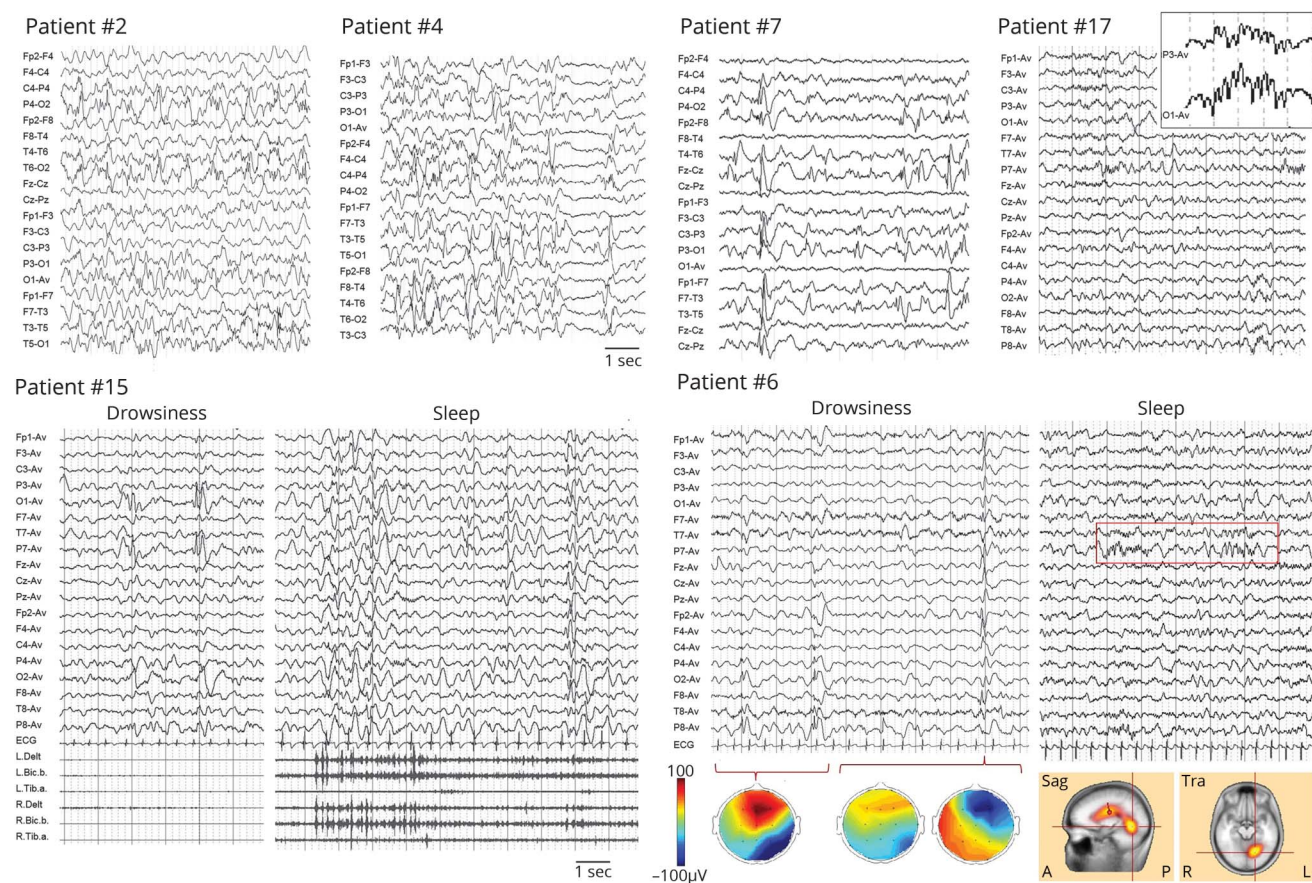 Patient #2
Fp2-F4
F4-C4
C4-P4
P4-O2
Fp2-F8
F8-T4
T4-T6
T6-O2
Fz-Cz
Cz-Pz
Fp1-F3
F3-C3
C3-P3
P3-O1
O1-Av
Fp1-F7
F7-T3
T3-T5
T5-O1
Patient #4
Fp1-F3
F3-C3
C3-P3
P3-O1
O1-Av
Fp2-F4
F4-C4
C4-P4
P4-O2
Fp1-F7
F7-T3
T3-T5
T5-O1
Fp2-F8
F8-T4
T4-T6
T6-O2
T3-C3
1 sec
Patient #7
Fp2-F4
F4-C4
C4-P4
P4-O2
Fp2-F8
F8-T4
T4-T6
Fz-Cz
Cz-Pz
Fp1-F3
F3-C3
C3-P3
P3-O1
O1-Av
Fp1-F7
F7-T3
T3-T5
Fz-Cz
Cz-Pz
Patient #17
Fp1-Av
F3-Av
C3-Av
P3-Av
O1-Av
F7-Av
T7-Av
P7-Av
Fz-Av
Cz-Av
Pz-Av
Fp2-Av
F4-Av
C4-Av
P4-Av
O2-Av
F8-Av
T8-Av
P8-Av
P3-Av
O1-Av
Patient #15
Drowsiness
Sleep
Fp1-Av
F3-Av
C3-Av
P3-Av
O1-Av
F7-Av
T7-Av
P7-Av
Fz-Av
Cz-Av
Pz-Av
Fp2-Av
F4-Av
C4-Av
P4-Av
O2-Av
F8-Av
T8-Av
P8-Av
ECG
L.Delt
L.Bic.b.
L.Tib.a.
R.Delt
R.Bic.b.
R.Tib.a.
1 sec
Patient #6
Drowsiness
Sleep
Fp1-Av
F3-Av
C3-Av
P3-Av
O1-Av
F7-Av
T7-Av
P7-Av
Fz-Av
Cz-Av
Pz-Av
Fp2-Av
F4-Av
C4-Av
P4-Av
O2-Av
F8-Av
T8-Av
P8-Av
ECG
100
–100µV
Sag
A
P
Tra
R
L